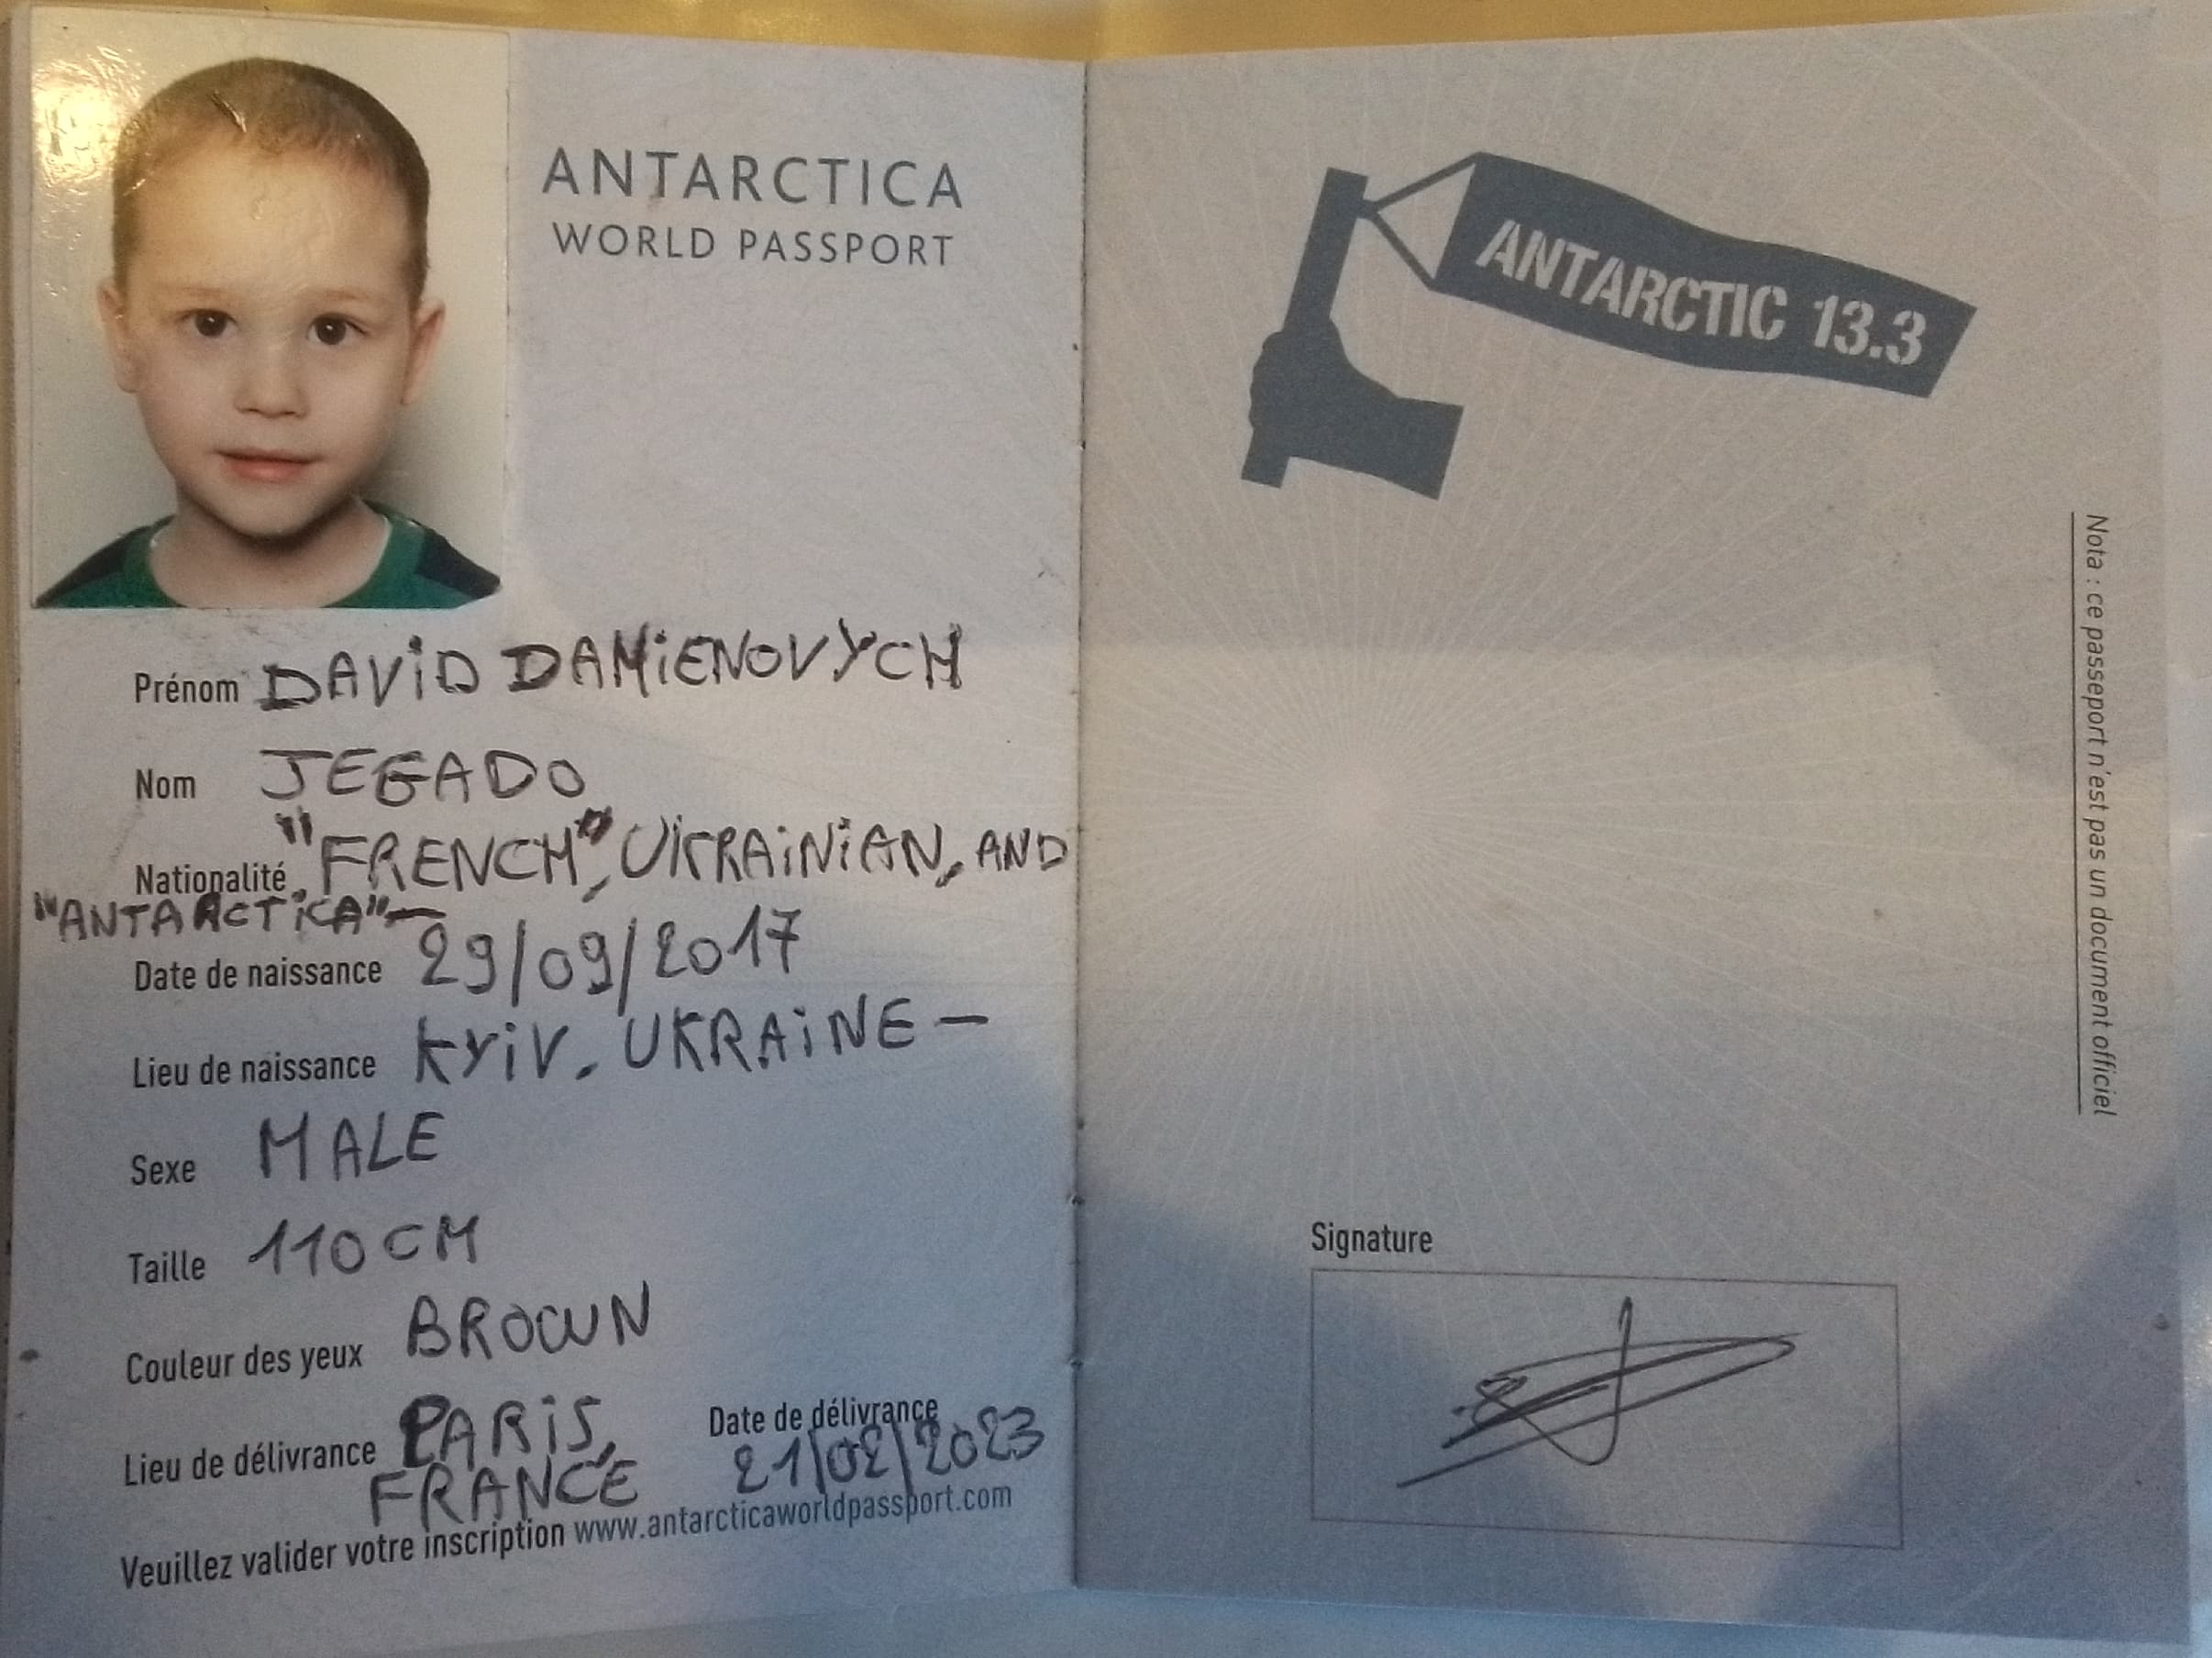 ANTARCTICA
WORLD PASSPORT
Prénom DAViD DAMiENOVYCH
Nom JEGADO
Nationalité "FRENCH", UKRAiNiAN, AND
"ANTARCTiCA"—
Date de naissance 29/09/2017
Lieu de naissance KYiV, UKRAiNE —
Sexe MALE
Taille 110 CM
Couleur des yeux BROWN
Lieu de délivrance PARiS,
FRANCE
Date de délivrance
21/02/2023
Veuillez valider votre inscription www.antarcticaworldpassport.com
ANTARCTIC 13.3
Nota : ce passeport n'est pas un document officiel
Signature